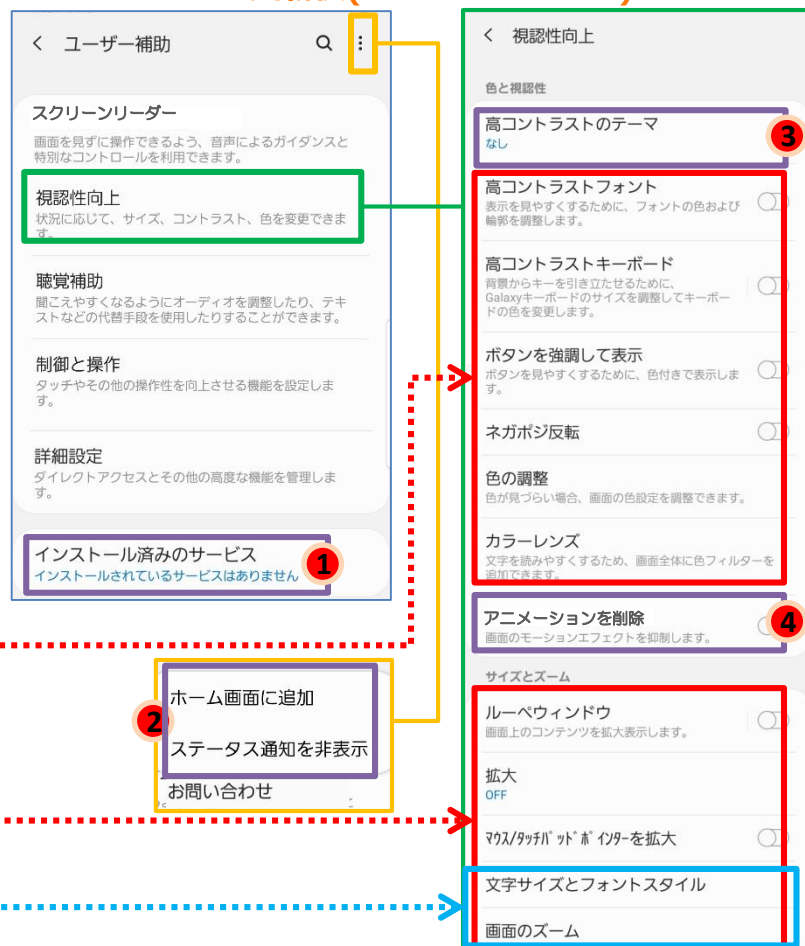 ユーザー補助
スクリーンリーダー
画面を見ずに操作できるよう、音声によるガイダンスと
特別なコントロールを利用できます。
視認性向上
状況に応じて、サイズ、コントラスト、色を変更できま
す。
聴覚補助
聞こえやすくなるようにオーディオを調整したり、テキ
ストなどの代替手段を使用したりすることができます。
制御と操作
タッチやその他の操作性を向上させる機能を設定しま
す。
詳細設定
ダイレクトアクセスとその他の高度な機能を管理しま
す。
インストール済みのサービス
インストールされているサービスはありません
1
2
ホーム画面に追加
ステータス通知を非表示
お問い合わせ
視認性向上
色と視認性
高コントラストのテーマ
なし
3
高コントラストフォント
表示を見やすくするために、フォントの色および
輪郭を調整します。
高コントラストキーボード
背景からキーを引き立たせるために、
Galaxyキーボードのサイズを調整してキーボー
ドの色を変更します。
ボタンを強調して表示
ボタンを見やすくするために、色付きで表示しま
す。
ネガポジ反転
色の調整
色が見づらい場合、画面の色設定を調整できます。
カラーレンズ
文字を読みやすくするため、画面全体に色フィルターを
追加できます。
アニメーションを削除
画面のモーションエフェクトを抑制します。
4
サイズとズーム
ルーペウィンドウ
画面上のコンテンツを拡大表示します。
拡大
OFF
ﾏｳｽ/ﾀｯﾁﾊﾟｯﾄﾞﾎﾟｲﾝﾀｰを拡大
文字サイズとフォントスタイル
画面のズーム